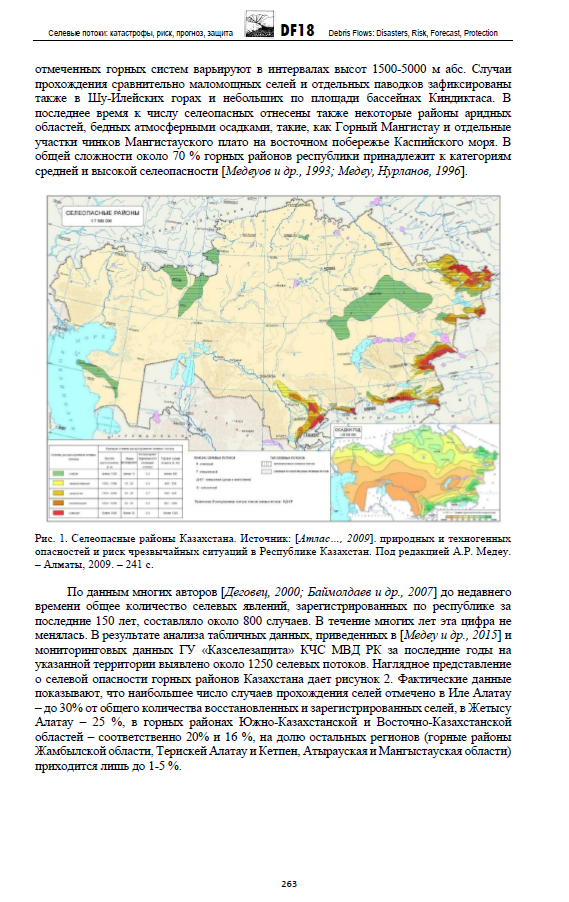 Селевые потоки: катастрофы, риск, прогноз, защита
DF18
Debris Flows: Disasters, Risk, Forecast, Protection
отмеченных горных систем варьируют в интервалах высот 1500-5000 м абс. Случаи
прохождения сравнительно маломощных селей и отдельных паводков зафиксированы
также в Шу-Илейских горах и небольших по площади бассейнах Киндиктаса. В
последнее время к числу селеопасных отнесены также некоторые районы аридных
областей, бедных атмосферными осадками, такие, как Горный Мангистау и отдельные
участки чинков Мангистауского плато на восточном побережье Каспийского моря. В
общей сложности около 70 % горных районов республики принадлежит к категориям
средней и высокой селеопасности [Медеуов и др., 1993; Медеу, Нурланов, 1996].
СЕЛЕОПАСНЫЕ РАЙОНЫ
1:7 500 000
ОСАДКИ ГОД
Рис. 1. Селеопасные районы Казахстана. Источник: [Атлас…, 2009]. природных и техногенных
опасностей и риск чрезвычайных ситуаций в Республике Казахстан. Под редакцией А.Р. Медеу.
– Алматы, 2009. – 241 с.
По данным многих авторов [Деговец, 2000; Баймолдаев и др., 2007] до недавнего
времени общее количество селевых явлений, зарегистрированных по республике за
последние 150 лет, составляло около 800 случаев. В течение многих лет эта цифра не
менялась. В результате анализа табличных данных, приведенных в [Медеу и др., 2015] и
мониторинговых данных ГУ «Казселезащита» КЧС МВД РК за последние годы на
указанной территории выявлено около 1250 селевых потоков. Наглядное представление
о селевой опасности горных районов Казахстана дает рисунок 2. Фактические данные
показывают, что наибольшее число случаев прохождения селей отмечено в Иле Алатау
– до 30% от общего количества восстановленных и зарегистрированных селей, в Жетысу
Алатау – 25 %, в горных районах Южно-Казахстанской и Восточно-Казахстанской
областей – соответственно 20% и 16 %, на долю остальных регионов (горные районы
Жамбылской области, Терискей Алатау и Кетпен, Атырауская и Мангыстауская области)
приходится лишь до 1-5 %.
263